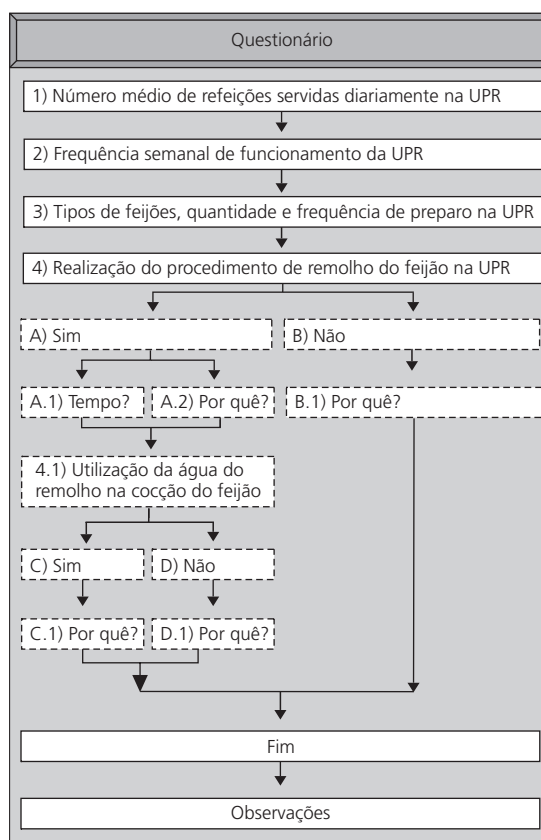 Questionário
1) Número médio de refeições servidas diariamente na UPR
2) Frequência semanal de funcionamento da UPR
3) Tipos de feijões, quantidade e frequência de preparo na UPR
4) Realização do procedimento de remolho do feijão na UPR
A) Sim
B) Não
A.1) Tempo?
A.2) Por quê?
B.1) Por quê?
4.1) Utilização da água do
remolho na cocção do feijão
C) Sim
D) Não
C.1) Por quê?
D.1) Por quê?
Fim
Observações